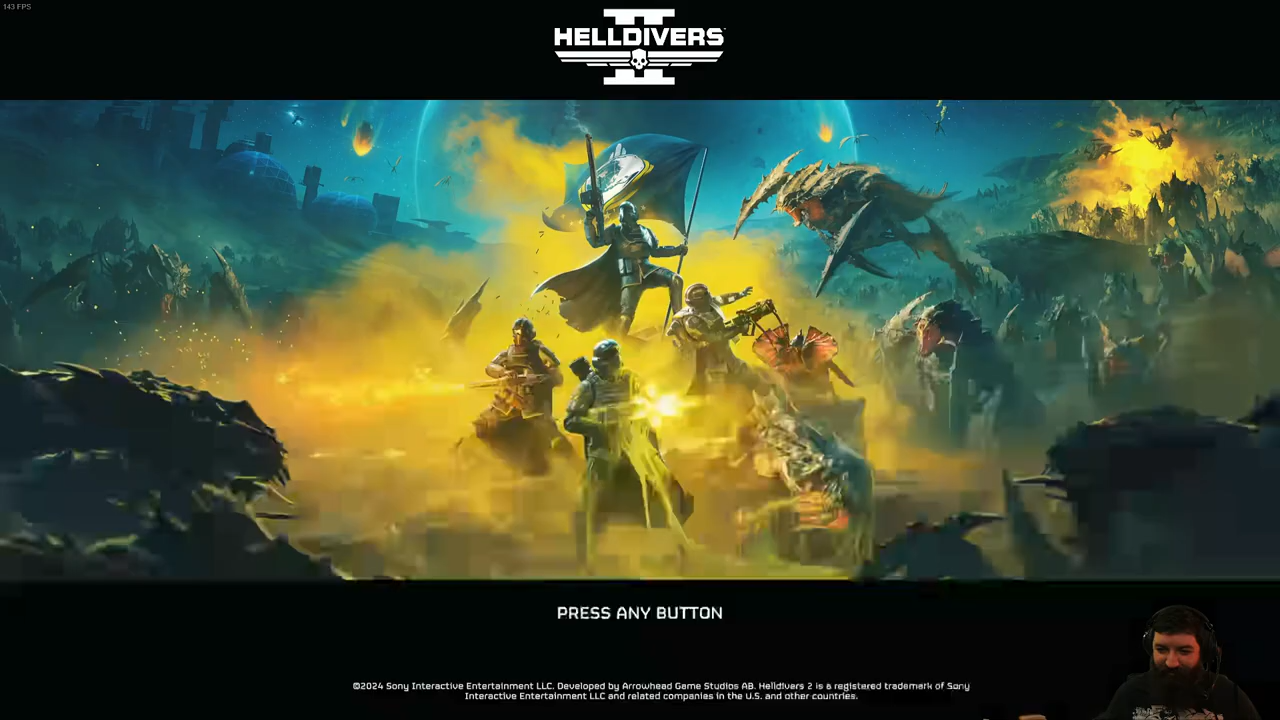 143 FPS
HELLDIVERS
II
PRESS ANY BUTTON
©2024 Sony Interactive Entertainment LLC. Developed by Arrowhead Game Studios AB. Helldivers 2 is a registered trademark of Sony
Interactive Entertainment LLC and related companies in the U.S. and other countries.